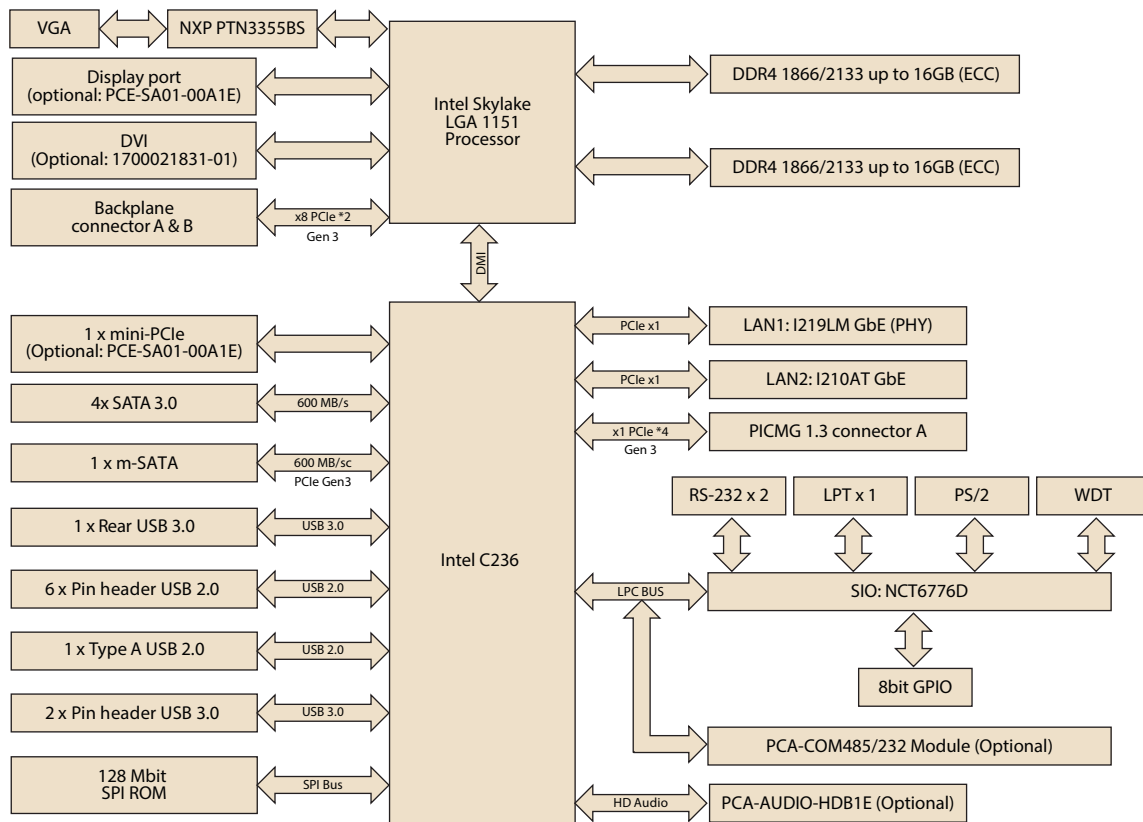 VGA
NXP PTN3355BS
Display port
(optional: PCE-SA01-00A1E)
DVI
(Optional: 1700021831-01)
Backplane
connector A & B
x8 PCIe *2
Gen 3
Intel Skylake
LGA 1151
Processor
DDR4 1866/2133 up to 16GB (ECC)
DDR4 1866/2133 up to 16GB (ECC)
DMI
1 x mini-PCIe
(Optional: PCE-SA01-00A1E)
4x SATA 3.0
600 MB/s
1 x m-SATA
600 MB/sc
PCIe Gen3
1 x Rear USB 3.0
USB 3.0
6 x Pin header USB 2.0
USB 2.0
1 x Type A USB 2.0
USB 2.0
2 x Pin header USB 3.0
USB 3.0
128 Mbit
SPI ROM
SPI Bus
Intel C236
PCIe x1
LAN1: I219LM GbE (PHY)
PCIe x1
LAN2: I210AT GbE
x1 PCIe *4
Gen 3
PICMG 1.3 connector A
RS-232 x 2
LPT x 1
PS/2
WDT
LPC BUS
SIO: NCT6776D
8bit GPIO
PCA-COM485/232 Module (Optional)
HD Audio
PCA-AUDIO-HDB1E (Optional)